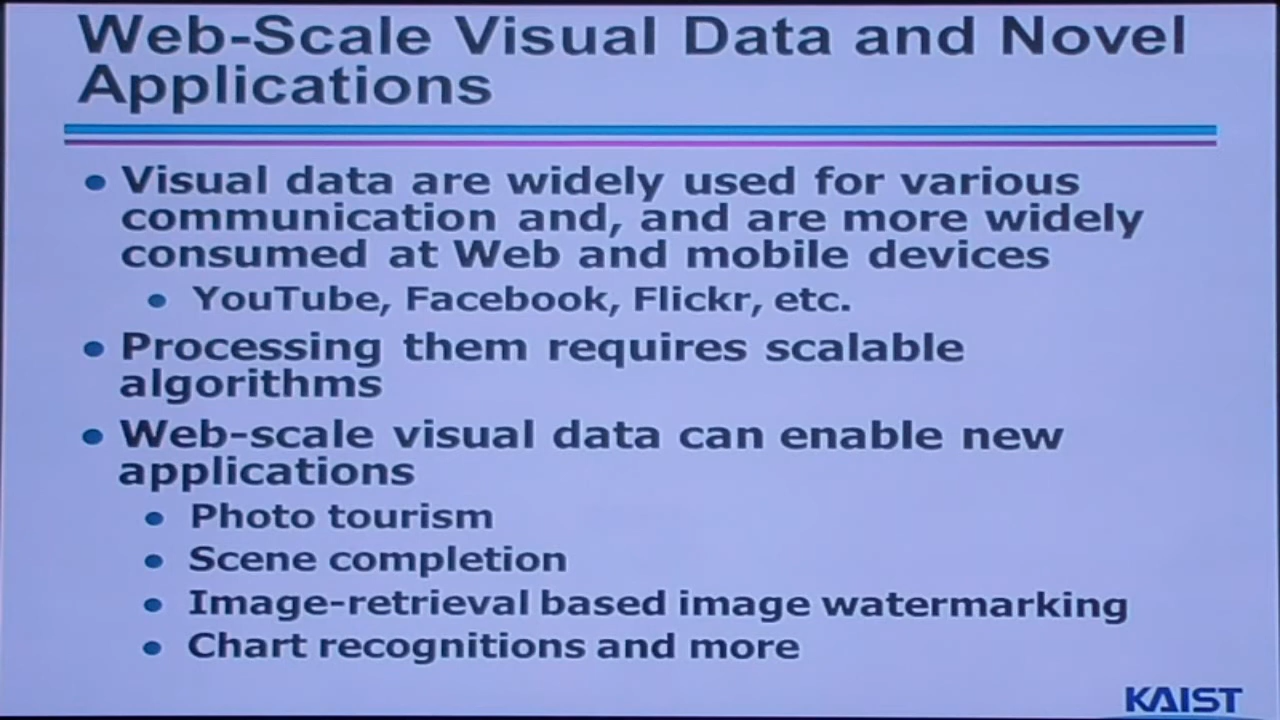 Web-Scale Visual Data and Novel
Applications
• Visual data are widely used for various
communication and, and are more widely
consumed at Web and mobile devices
• YouTube, Facebook, Flickr, etc.
• Processing them requires scalable
algorithms
• Web-scale visual data can enable new
applications
• Photo tourism
• Scene completion
• Image-retrieval based image watermarking
• Chart recognitions and more
KAIST